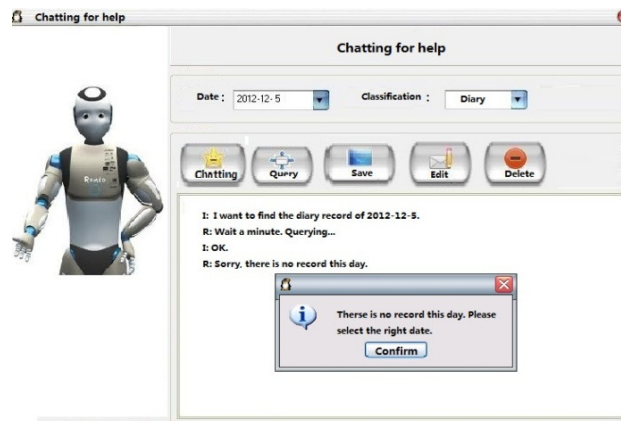 Chatting for help
Chatting for help
Date : 2012-12- 5 Classification : Diary
Chatting Query Save Edit Delete
I: I want to find the diary record of 2012-12-5.
R: Wait a minute. Querying...
I: OK.
R: Sorry, there is no record this day.
Therse is no record this day. Please
select the right date.
Confirm